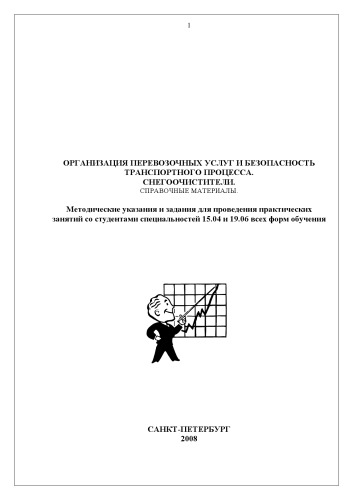 1
ОРГАНИЗАЦИЯ ПЕРЕВОЗОЧНЫХ УСЛУГ И БЕЗОПАСНОСТЬ
ТРАНСПОРТНОГО ПРОЦЕССА.
СНЕГООЧИСТИТЕЛИ.
СПРАВОЧНЫЕ МАТЕРИАЛЫ.
Методические указания и задания для проведения практических
занятий со студентами специальностей 15.04 и 19.06 всех форм обучения
САНКТ-ПЕТЕРБУРГ
2008